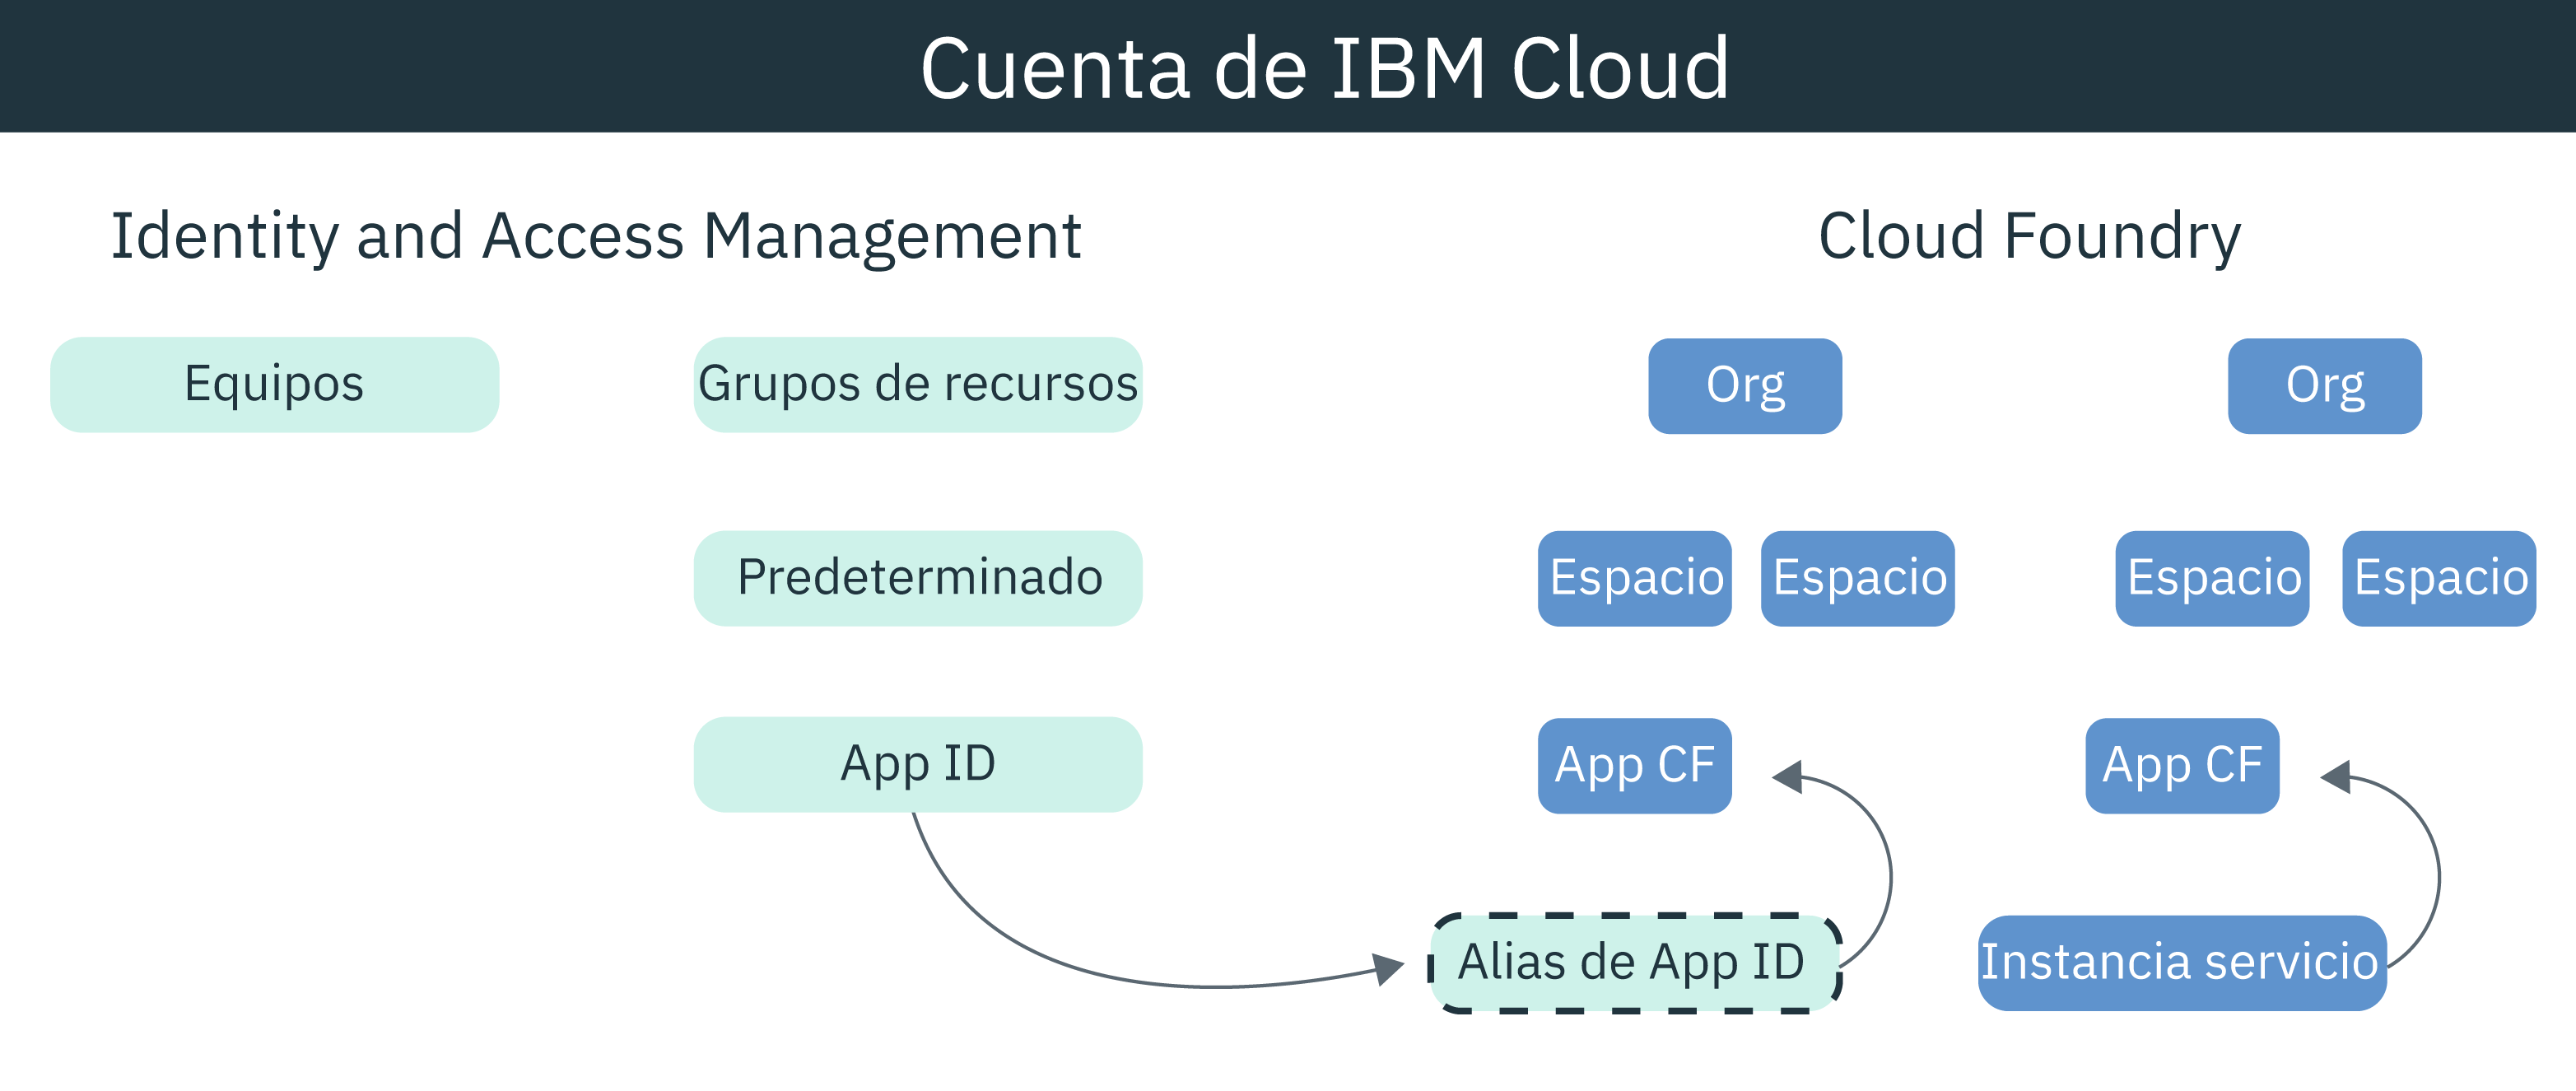 Cuenta de IBM Cloud
Identity and Access Management
Cloud Foundry
Equipos
Grupos de recursos
Org
Org
Predeterminado
Espacio
Espacio
Espacio
Espacio
App ID
App CF
App CF
Alias de App ID
Instancia servicio